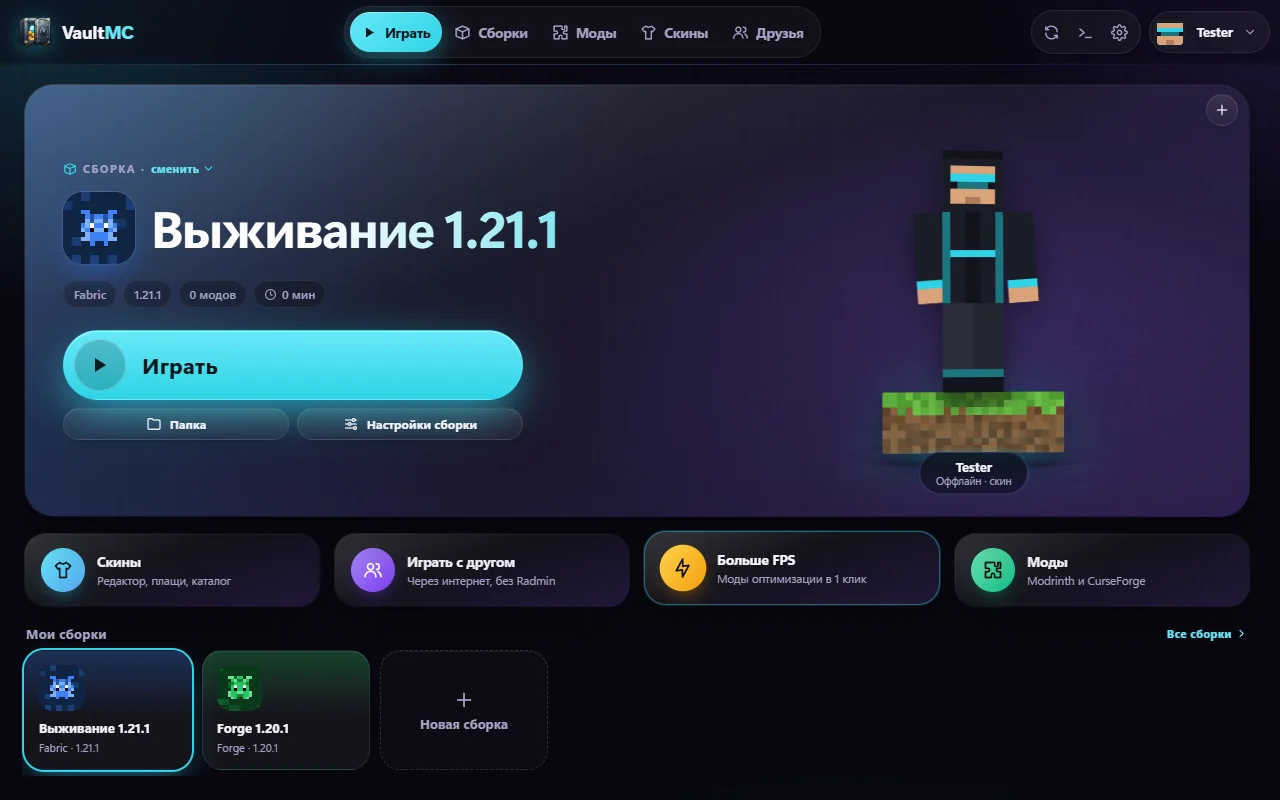 VaultMC
Играть
Сборки
Моды
Скины
Друзья
Tester
СБОРКА · сменить
Выживание 1.21.1
Fabric
1.21.1
0 модов
0 мин
Играть
Папка
Настройки сборки
Tester
Оффлайн · скин
Скины
Редактор, плащи, каталог
Играть с другом
Через интернет, без Radmin
Больше FPS
Моды оптимизации в 1 клик
Моды
Modrinth и CurseForge
Мои сборки
Все сборки
Выживание 1.21.1
Fabric · 1.21.1
Forge 1.20.1
Forge · 1.20.1
Новая сборка